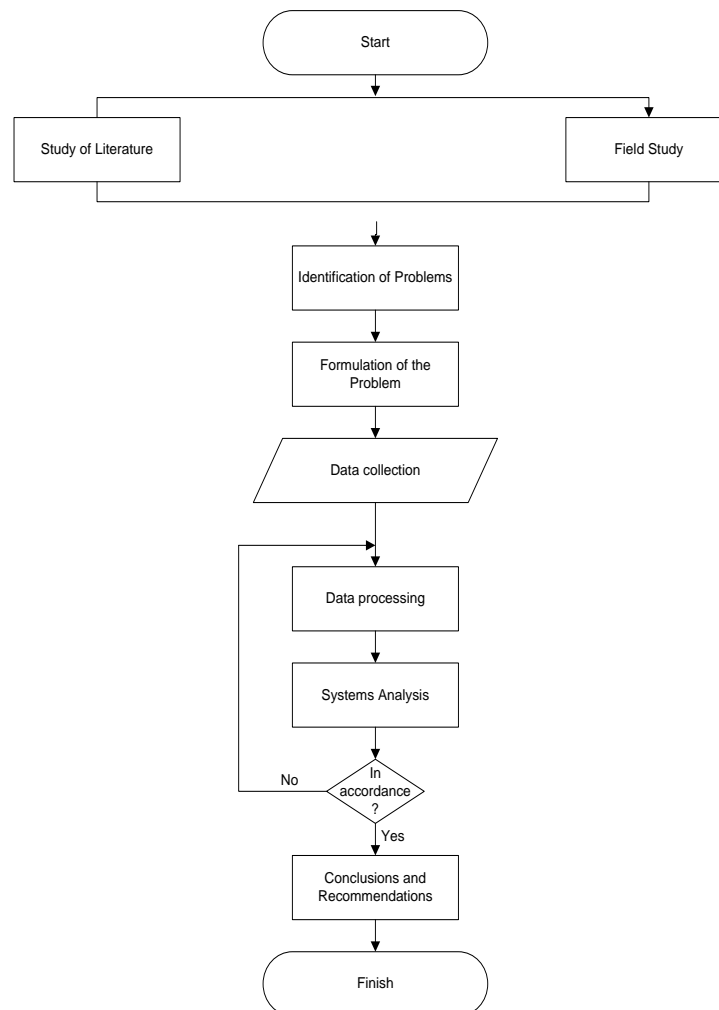 Start
Study of Literature
Field Study
Identification of Problems
Formulation of the
Problem
Data collection
Data processing
Systems Analysis
In
accordance
?
No
Yes
Conclusions and
Recommendations
Finish